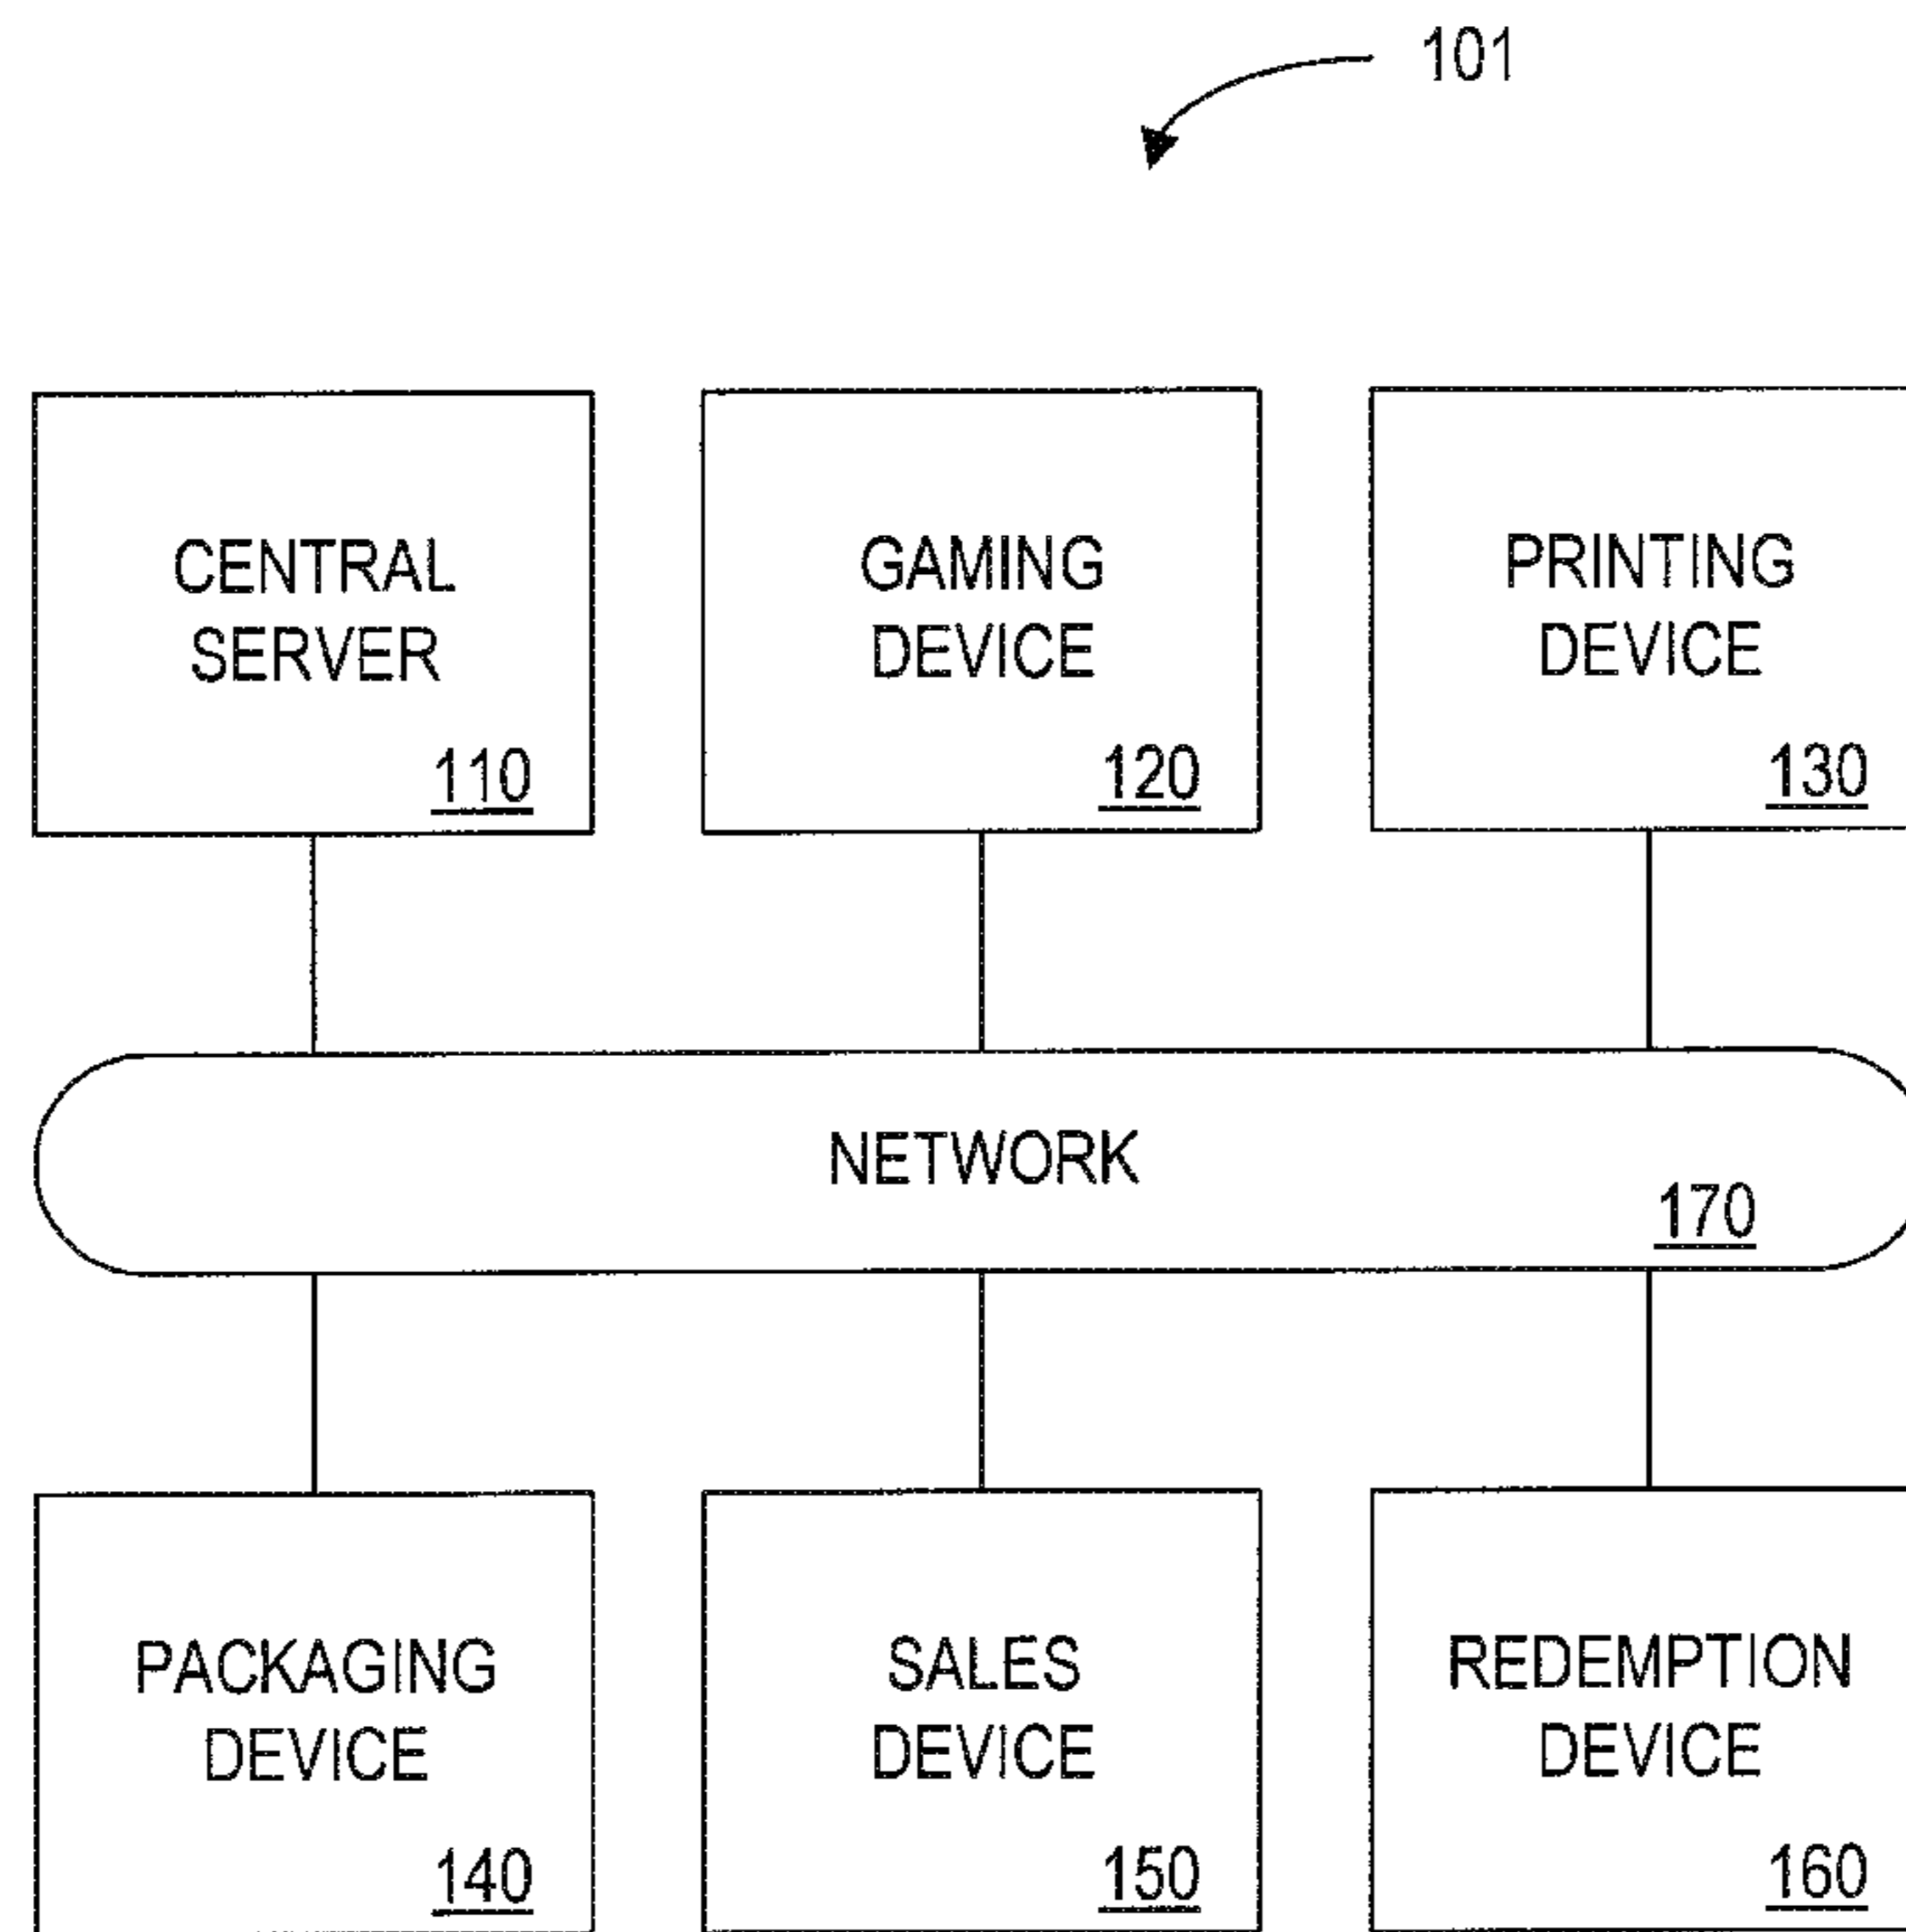 101
CENTRAL
SERVER
110
GAMING
DEVICE
120
PRINTING
DEVICE
130
NETWORK
170
PACKAGING
DEVICE
140
SALES
DEVICE
150
REDEMPTION
DEVICE
160